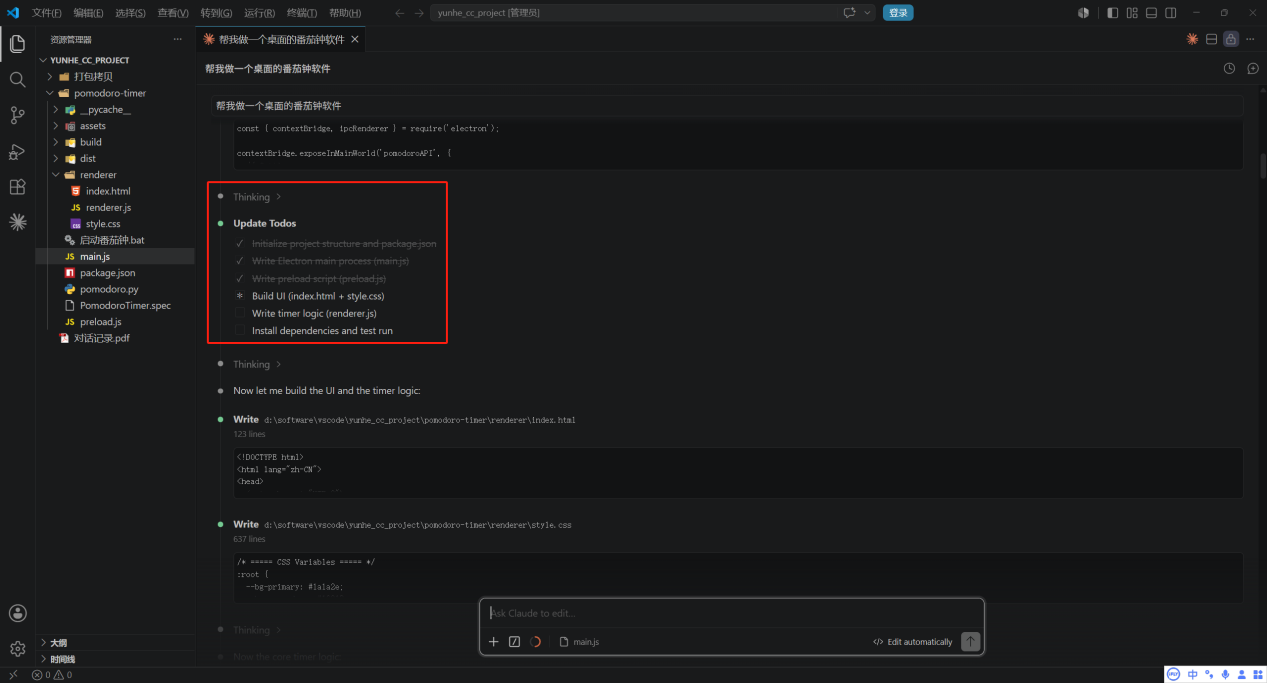 文件(F) 编辑(E) 选择(S) 查看(V) 转到(G) 运行(R) 终端(T) 帮助(H)
yunhe_cc_project [管理员]
登录
资源管理器
YUNHE_CC_PROJECT
打包拷贝
pomodoro-timer
__pycache__
assets
build
dist
renderer
index.html
renderer.js
style.css
启动番茄钟.bat
main.js
package.json
pomodoro.py
PomodoroTimer.spec
preload.js
对话记录.pdf
大纲
时间线
0 0
帮我做一个桌面的番茄钟软件
帮我做一个桌面的番茄钟软件
帮我做一个桌面的番茄钟软件
const { contextBridge, ipcRenderer } = require('electron');
contextBridge.exposeInMainWorld('pomodoroAPI', {
Thinking
Update Todos
Initialize project structure and package.json
Write Electron main process (main.js)
Write preload script (preload.js)
Build UI (index.html + style.css)
Write timer logic (renderer.js)
Install dependencies and test run
Thinking
Now let me build the UI and the timer logic:
Write d:\software\vscode\yunhe_cc_project\pomodoro-timer\renderer\index.html
123 lines
<!DOCTYPE html>
<html lang="zh-CN">
<head>
Write d:\software\vscode\yunhe_cc_project\pomodoro-timer\renderer\style.css
637 lines
/* ===== CSS Variables ===== */
:root {
--bg-primary: #1a1a2e;
Thinking
Now the core timer logic:
Ask Claude to edit...
main.js
Edit automatically
中